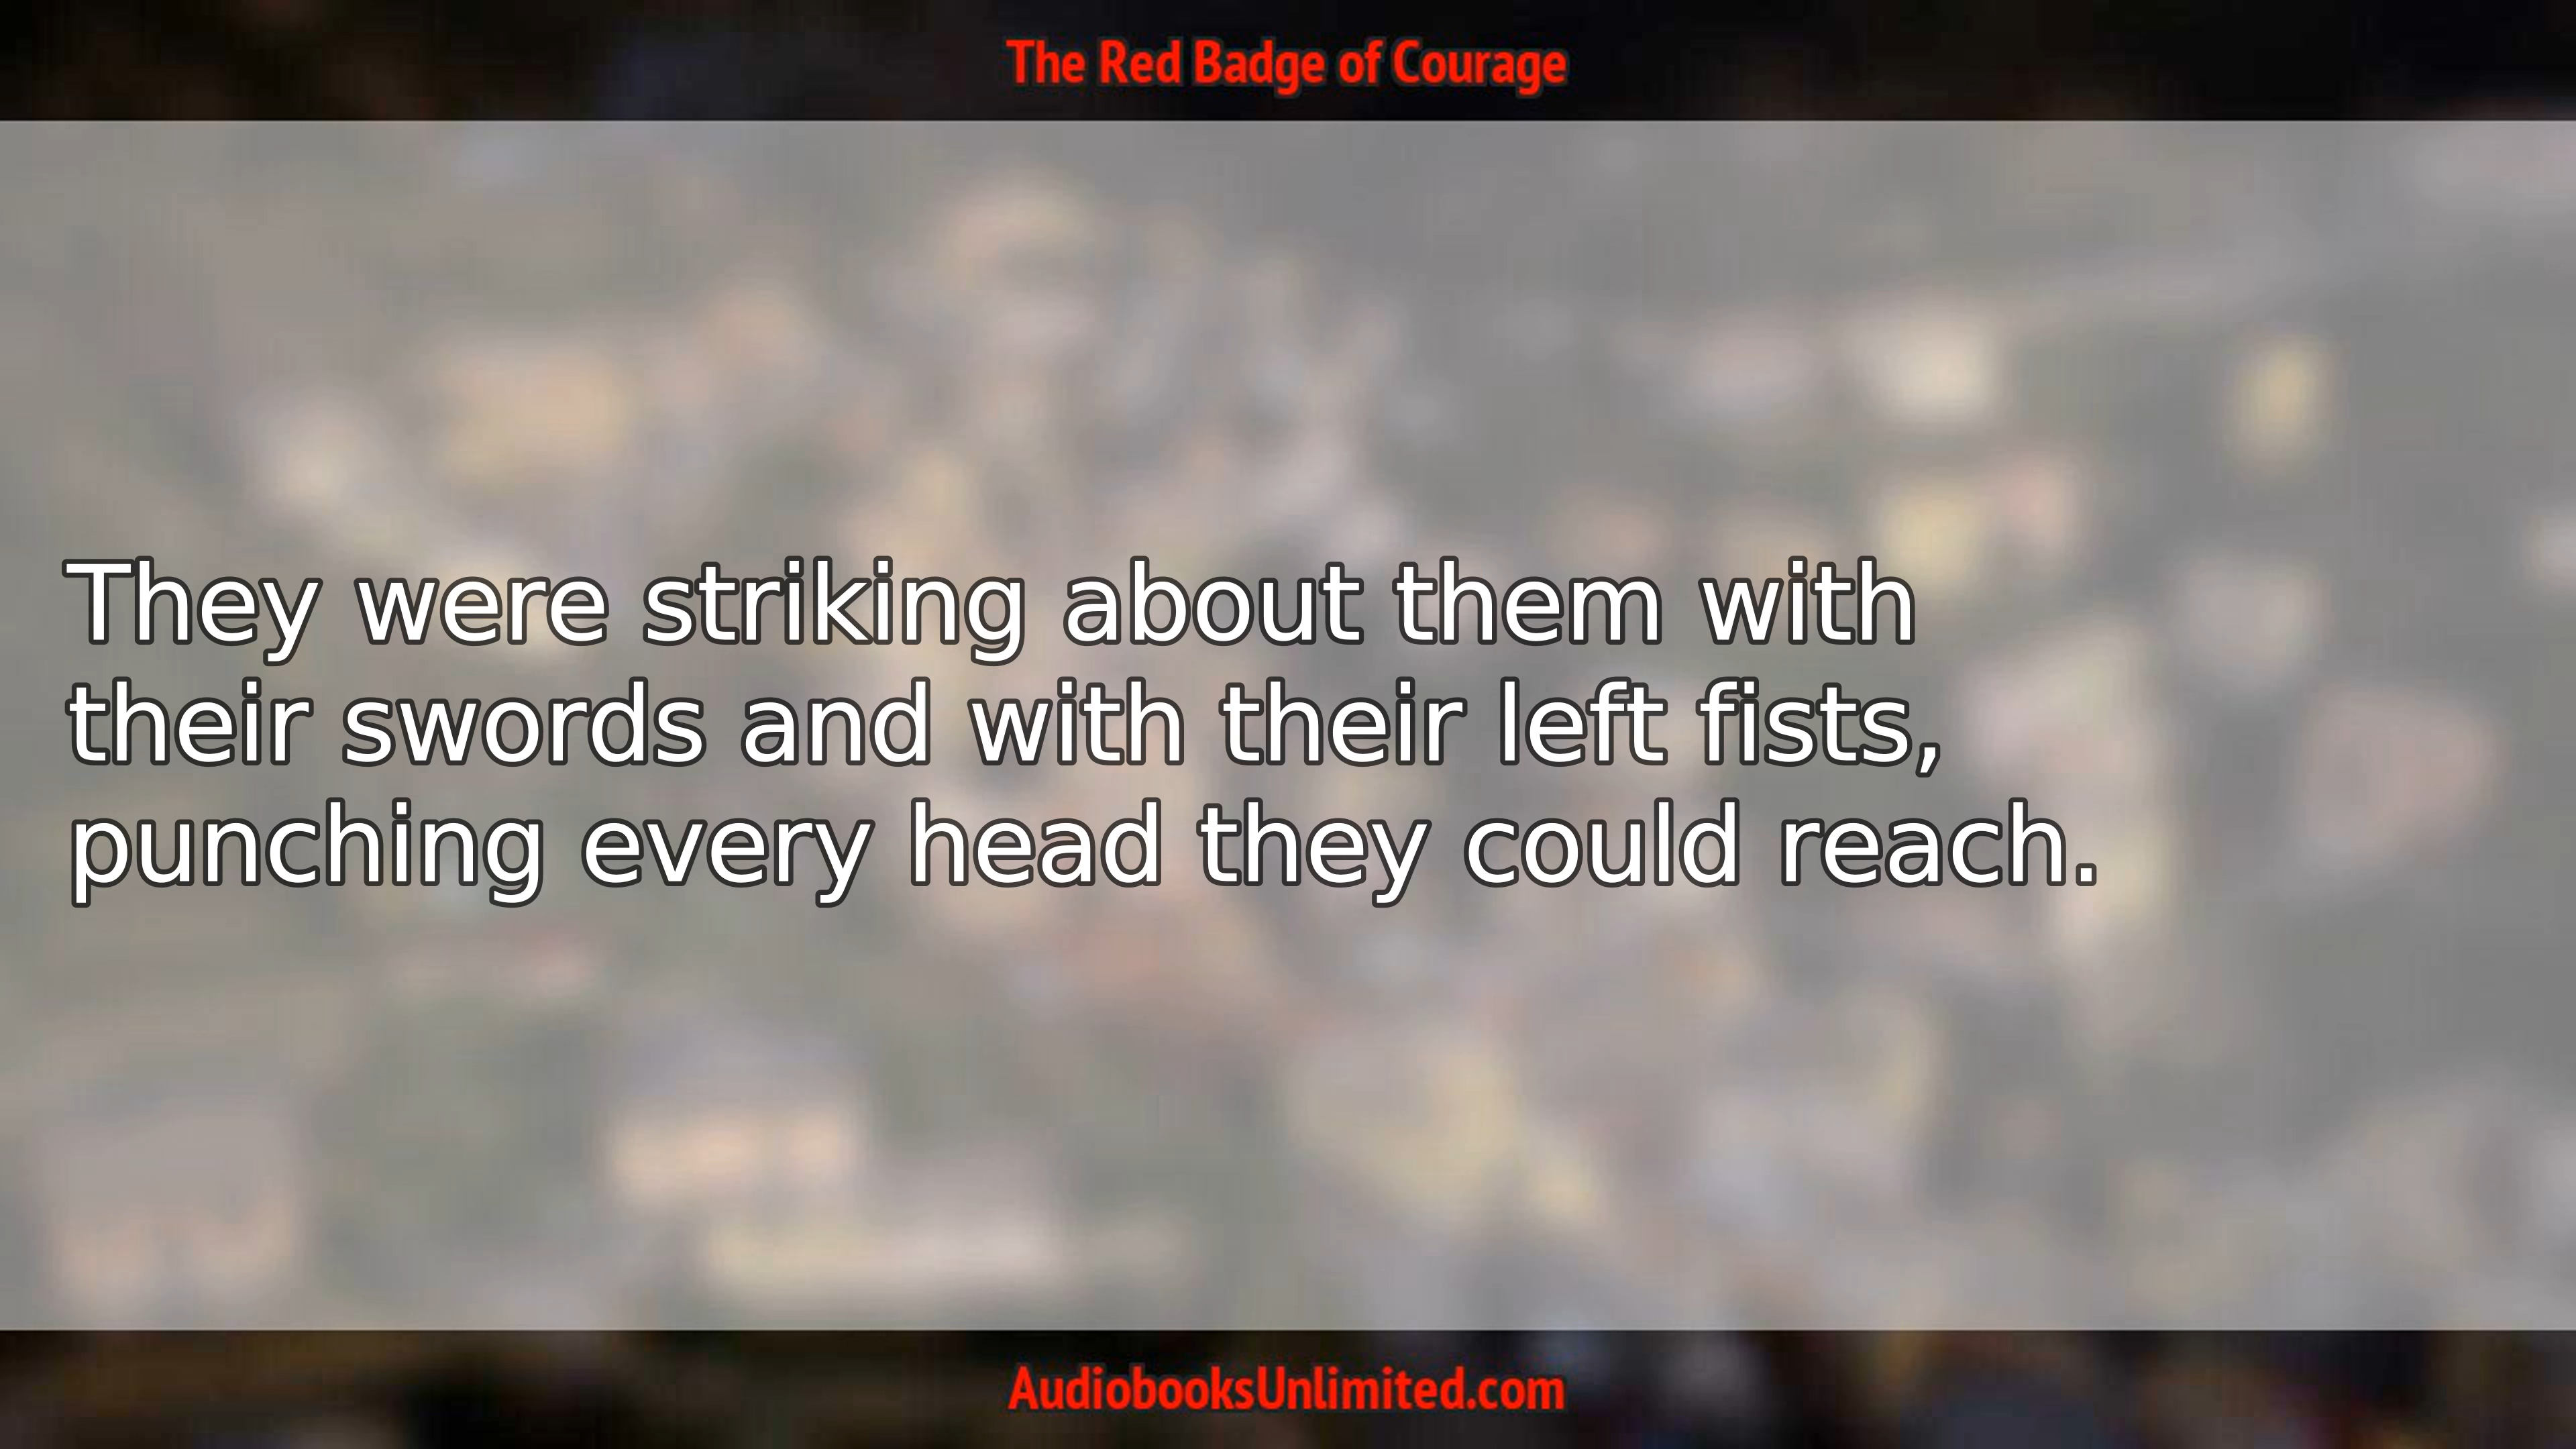 The Red Badge of Courage
They were striking about them with
their swords and with their left fists,
punching every head they could reach.
AudiobooksUnlimited.com